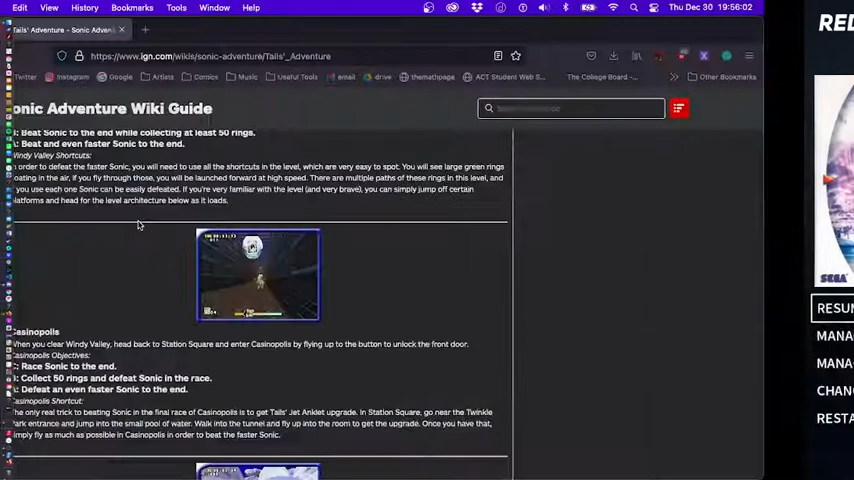 Edit View History Bookmarks Tools Window Help Thu Dec 30 19:56:02
Tails' Adventure - Sonic Adven
https://www.ign.com/wikis/sonic-adventure/Tails'_Adventure
Twitter Instagram Google Artists Comics Music Useful Tools email drive themathpage ACT Student Web S... The College Board -... Other Bookmarks
onic Adventure Wiki Guide
: Beat Sonic to the end while collecting at least 50 rings.
A: Beat and even faster Sonic to the end.
Windy Valley Shortcuts:
n order to defeat the faster Sonic, you will need to use all the shortcuts in the level, which are very easy to spot. You will see large green rings
oating in the air, if you fly through those, you will be launched forward at high speed. There are multiple paths of these rings in this level, and
f you use each one Sonic can be easily defeated. If you're very familiar with the level (and very brave), you can simply jump off certain
latforms and head for the level architecture below as it loads.
Casinopolis
When you clear Windy Valley, head back to Station Square and enter Casinopolis by flying up to the button to unlock the front door.
Casinopolis Objectives:
C: Race Sonic to the end.
: Collect 50 rings and defeat Sonic in the race.
A: Defeat an even faster Sonic to the end.
Casinopolis Shortcut:
The only real trick to beating Sonic in the final race of Casinopolis is to get Tails' Jet Anklet upgrade. In Station Square, go near the Twinkle
Park entrance and jump into the small pool of water. Walk into the tunnel and fly up into the room to get the upgrade. Once you have that,
simply fly as much as possible in Casinopolis in order to beat the faster Sonic.
RED
SEGA
RESUM
MANA
MANA
CHAN
RESTA